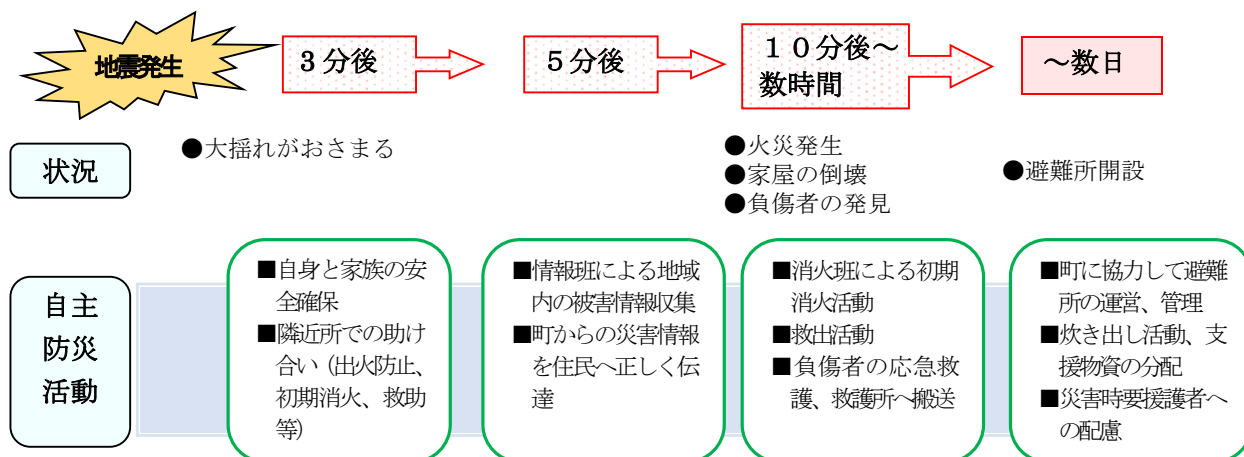 地震発生
３分後
５分後
１０分後～
数時間
～数日
状況
●大揺れがおさまる
●火災発生
●家屋の倒壊
●負傷者の発見
●避難所開設
自主
防災
活動
■自身と家族の安
全確保
■隣近所での助け
合い（出火防止、
初期消火、救助
等）
■情報班による地域
内の被害情報収集
■町からの災害情報
を住民へ正しく伝
達
■消火班による初期
消火活動
■救出活動
■負傷者の応急救
護、救護所へ搬送
■町に協力して避難
所の運営、管理
■炊き出し活動、支
援物資の分配
■災害時要援護者へ
の配慮